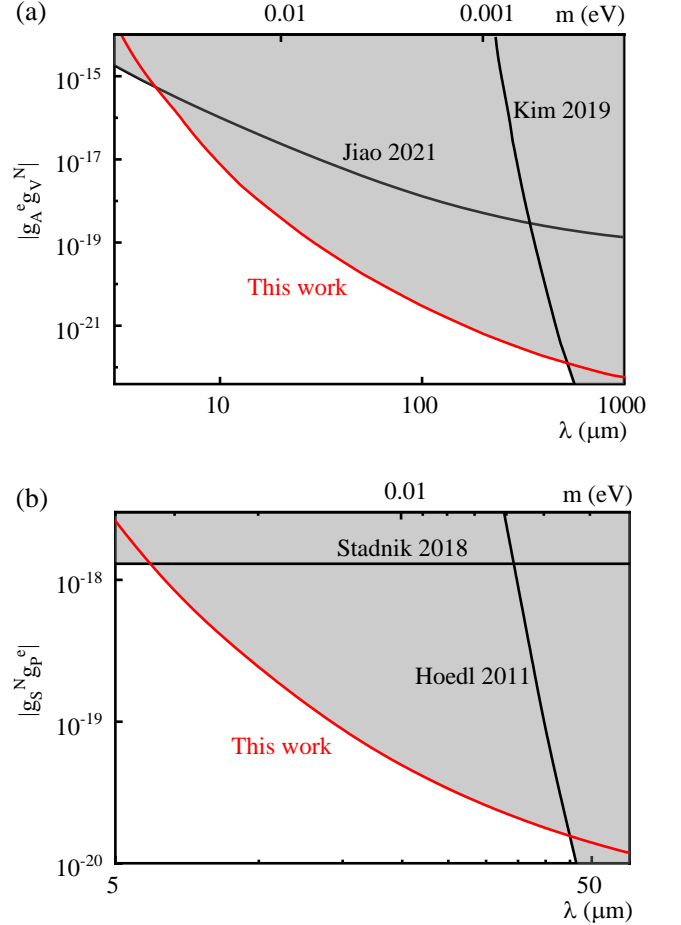 (a)
0.01 0.001 m (eV)
10^-15
Kim 2019
Jiao 2021
10^-17
|g_A^e g_V^N|
10^-19
This work
10^-21
10 100 1000
λ (μm)
(b)
0.01 m (eV)
Stadnik 2018
10^-18
|g_S^N g_P^e|
Hoedl 2011
10^-19
This work
10^-20
5 50
λ (μm)